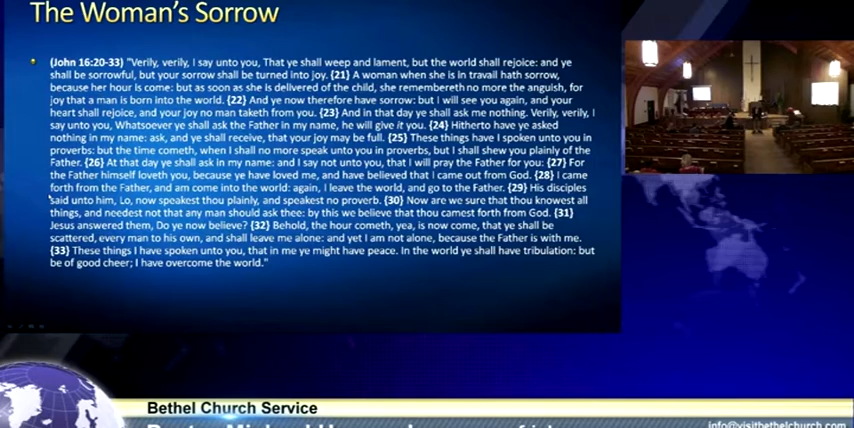 The Woman's Sorrow
(John 16:20-33) "Verily, verily, I say unto you, That ye shall weep and lament, but the world shall rejoice: and ye
shall be sorrowful, but your sorrow shall be turned into joy. {21} A woman when she is in travail hath sorrow,
because her hour is come: but as soon as she is delivered of the child, she remembereth no more the anguish, for
joy that a man is born into the world. {22} And ye now therefore have sorrow: but I will see you again, and your
heart shall rejoice, and your joy no man taketh from you. {23} And in that day ye shall ask me nothing. Verily, verily, I
say unto you, Whatsoever ye shall ask the Father in my name, he will give it you. {24} Hitherto have ye asked
nothing in my name: ask, and ye shall receive, that your joy may be full. {25} These things have I spoken unto you in
proverbs: but the time cometh, when I shall no more speak unto you in proverbs, but I shall shew you plainly of the
Father. {26} At that day ye shall ask in my name: and I say not unto you, that I will pray the Father for you: {27} For
the Father himself loveth you, because ye have loved me, and have believed that I came out from God. {28} I came
forth from the Father, and am come into the world: again, I leave the world, and go to the Father. {29} His disciples
said unto him, Lo, now speakest thou plainly, and speakest no proverb. {30} Now are we sure that thou knowest all
things, and needest not that any man should ask thee: by this we believe that thou camest forth from God. {31}
Jesus answered them, Do ye now believe? {32} Behold, the hour cometh, yea, is now come, that ye shall be
scattered, every man to his own, and shall leave me alone: and yet I am not alone, because the Father is with me.
{33} These things I have spoken unto you, that in me ye might have peace. In the world ye shall have tribulation: but
be of good cheer; I have overcome the world."
Bethel Church Service
info@visitbethelchurch.com